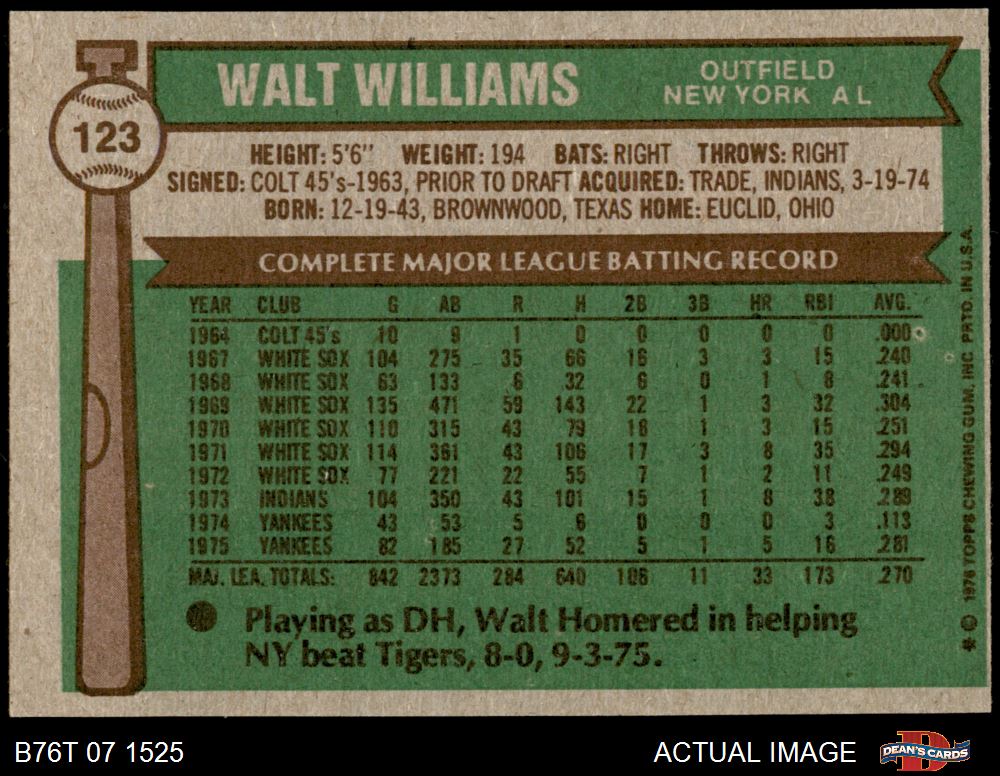 123
WALT WILLIAMS
OUTFIELD
NEW YORK A L
HEIGHT: 5'6" WEIGHT: 194 BATS: RIGHT THROWS: RIGHT
SIGNED: COLT 45's-1963, PRIOR TO DRAFT ACQUIRED: TRADE, INDIANS, 3-19-74
BORN: 12-19-43, BROWNWOOD, TEXAS HOME: EUCLID, OHIO
COMPLETE MAJOR LEAGUE BATTING RECORD
YEAR CLUB G AB R H 2B 3B HR RBI AVG.
1964 COLT 45's 10 9 1 0 0 0 0 0 .000
1967 WHITE SOX 104 275 35 66 16 3 3 15 .240
1968 WHITE SOX 63 133 6 32 6 0 1 8 .241
1969 WHITE SOX 135 471 59 143 22 1 3 32 .304
1970 WHITE SOX 110 315 43 79 18 1 3 15 .251
1971 WHITE SOX 114 361 43 106 17 3 8 35 .294
1972 WHITE SOX 77 221 22 55 7 1 2 11 .249
1973 INDIANS 104 350 43 101 15 1 8 38 .289
1974 YANKEES 43 53 5 6 0 0 0 3 .113
1975 YANKEES 82 185 27 52 5 1 5 16 .281
MAJ. LEA. TOTALS: 842 2373 284 640 106 11 33 173 .270
Playing as DH, Walt Homered in helping
NY beat Tigers, 8-0, 9-3-75.
* © 1976 TOPPS CHEWING GUM, INC. PRTD. IN U.S.A.
B76T 07 1525
ACTUAL IMAGE
D
DEAN'S CARDS